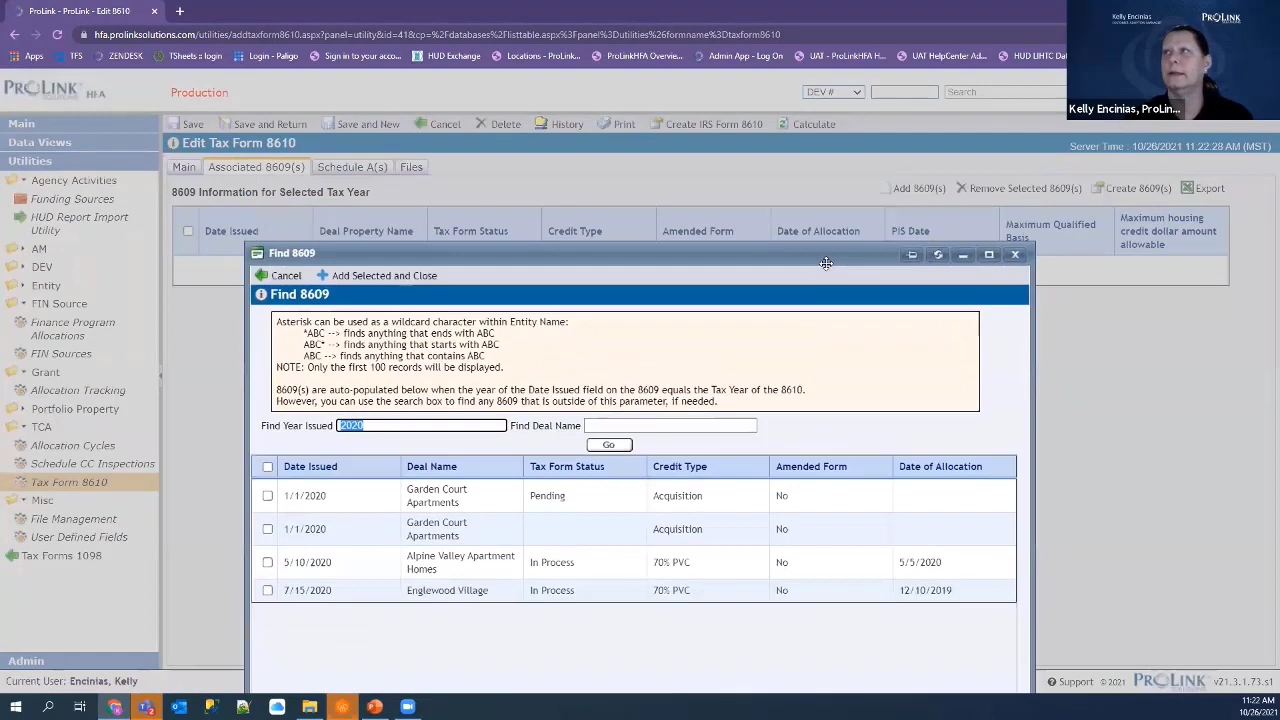 ProLink - ProLink - Edit 8610
hfa.prolinksolutions.com/utilities/addtaxform8610.aspx?panel=utility&id=41&cp=%2Fdatabase%2Flisttable.aspx%3FPanel%3Dutilities%26formname%3Dtaxform8610
Apps TFS ZENDESK TSheets :: Login Login - Paligo Sign in to your acco... HUD Exchange Locations - ProLink... ProLinkHFA Overvie... Admin App - Log On UAT - ProLinkHFA H... UAT HelpCenter Ad... HUD LIHTC Dat
Kelly Encinias
PROLINK
Kelly Encinias, ProLin...
PROLINK HFA Production DEV # Search...
Main
Data Views
Utilities
Agency Activities
Funding Sources
HUD Report Import
Utility
AM
DEV
Entity
FIN Source
Finance Program
Allocations
FIN Sources
Grant
Allocation Tracking
Portfolio Property
TCA
Allocation Cycles
Schedule CC Inspections
Tax Form 8610
Misc
File Management
User Defined Fields
Tax Forms 1098
Admin
Current User: Encinias, Kelly
Save Save and Return Save and New Cancel Delete History Print Create IRS Form 8610 Calculate
Edit Tax Form 8610 Server Time : 10/26/2021 11:22:28 AM (MST)
Main Associated 8609(s) Schedule A(s) Files
8609 Information for Selected Tax Year Add 8609(s) Remove Selected 8609(s) Create 8609(s) Export
Date Issued Deal Property Name Tax Form Status Credit Type Amended Form Date of Allocation PIS Date Maximum Qualified Basis Maximum housing credit dollar amount allowable
Find 8609
Cancel Add Selected and Close
Find 8609
Asterisk can be used as a wildcard character within Entity Name:
*ABC --> finds anything that ends with ABC
ABC* --> finds anything that starts with ABC
ABC --> finds anything that contains ABC
NOTE: Only the first 100 records will be displayed.
8609(s) are auto-populated below when the year of the Date Issued field on the 8609 equals the Tax Year of the 8610.
However, you can use the search box to find any 8609 that is outside of this parameter, if needed.
Find Year Issued 2020 Find Deal Name
Go
Date Issued Deal Name Tax Form Status Credit Type Amended Form Date of Allocation
1/1/2020 Garden Court Apartments Pending Acquisition No
1/1/2020 Garden Court Apartments Acquisition No
5/10/2020 Alpine Valley Apartment Homes In Process 70% PVC No 5/5/2020
7/15/2020 Englewood Village In Process 70% PVC No 12/10/2019
Support ©2021 PROLINK v21.3.1.73.s1
11:22 AM
10/26/2021